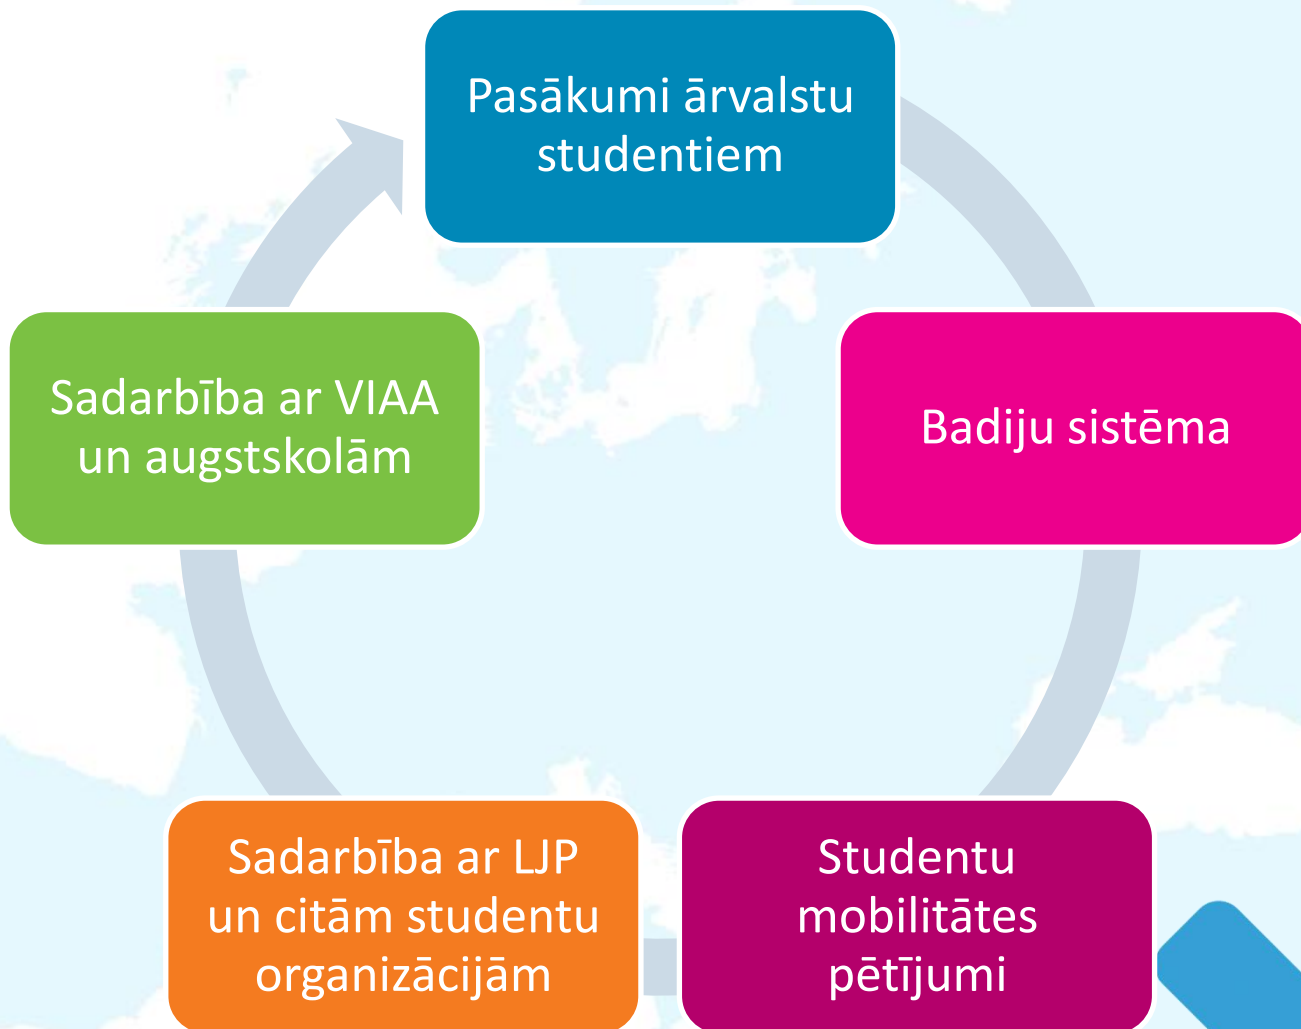 Pasākumi ārvalstu
studentiem
Badiju sistēma
Studentu
mobilitātes
pētījumi
Sadarbība ar LJP
un citām studentu
organizācijām
Sadarbība ar VIAA
un augstskolām